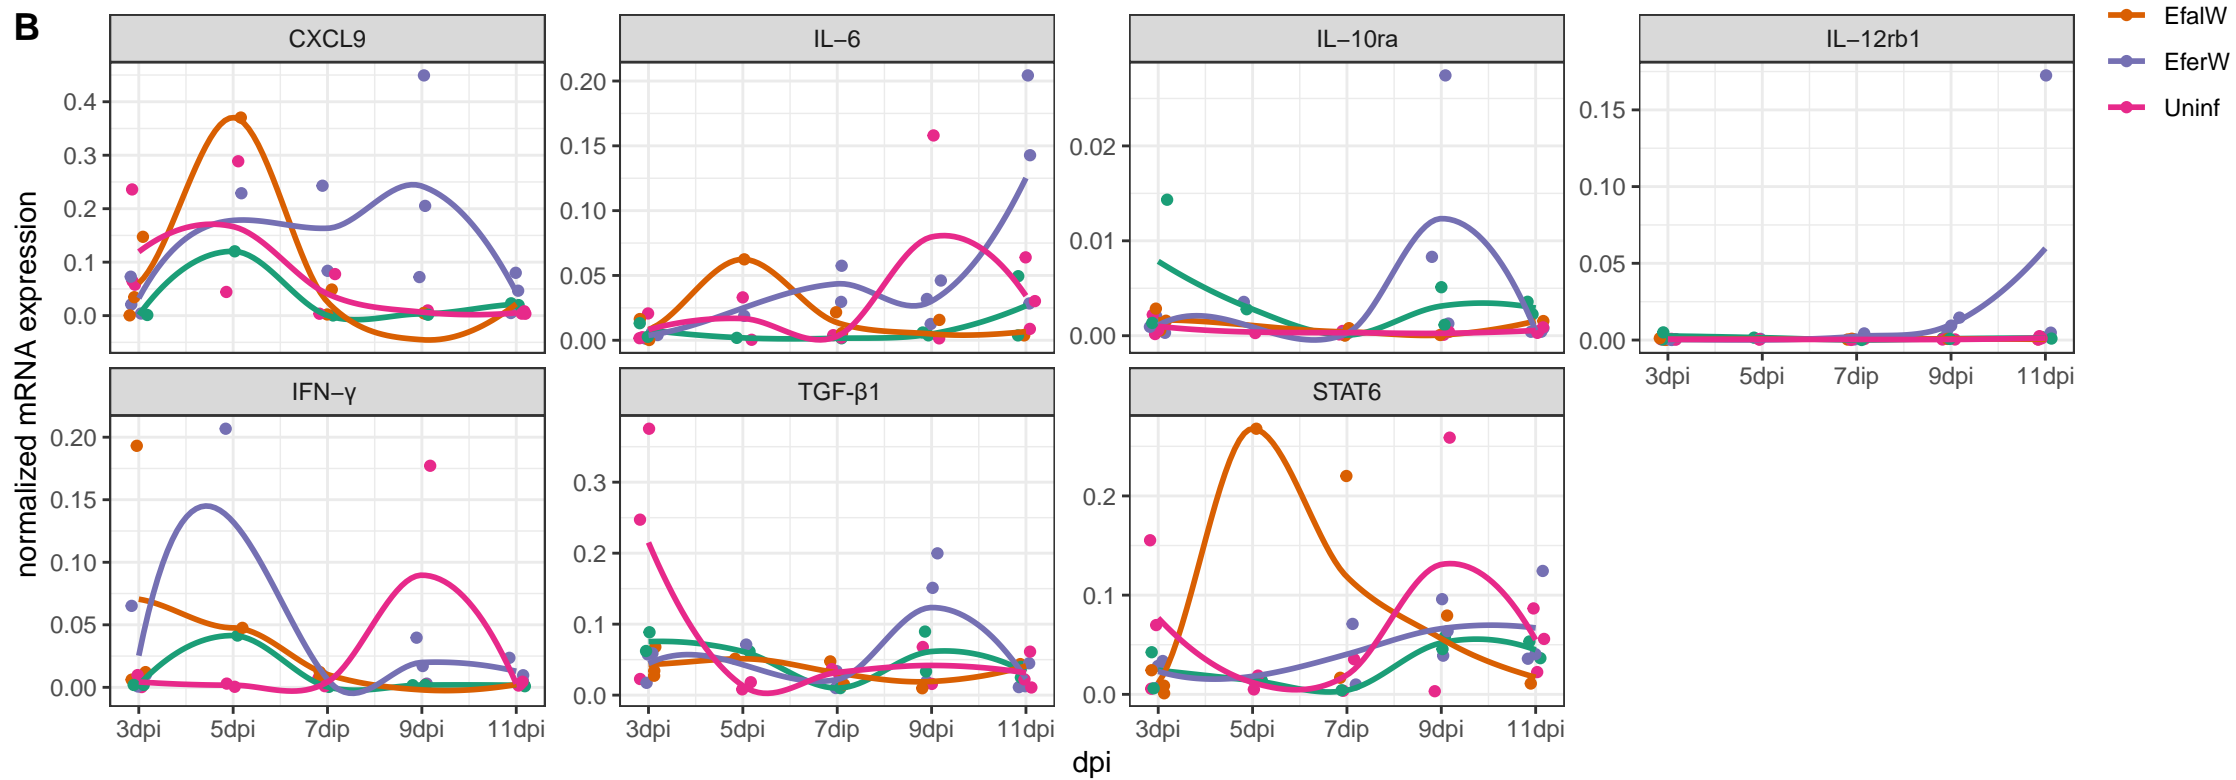 B
CXCL9
IL−6
IL−10ra
IL−12rb1
EfalW
EferW
Uninf
normalized mRNA expression
0.4
0.3
0.2
0.1
0.0
0.20
0.15
0.10
0.05
0.00
0.02
0.01
0.00
0.15
0.10
0.05
0.00
3dpi 5dpi 7dip 9dpi 11dpi
IFN−γ
TGF-β1
STAT6
0.20
0.15
0.10
0.05
0.00
0.3
0.2
0.1
0.0
0.2
0.1
0.0
3dpi 5dpi 7dip 9dpi 11dpi
3dpi 5dpi 7dip 9dpi 11dpi
3dpi 5dpi 7dip 9dpi 11dpi
dpi